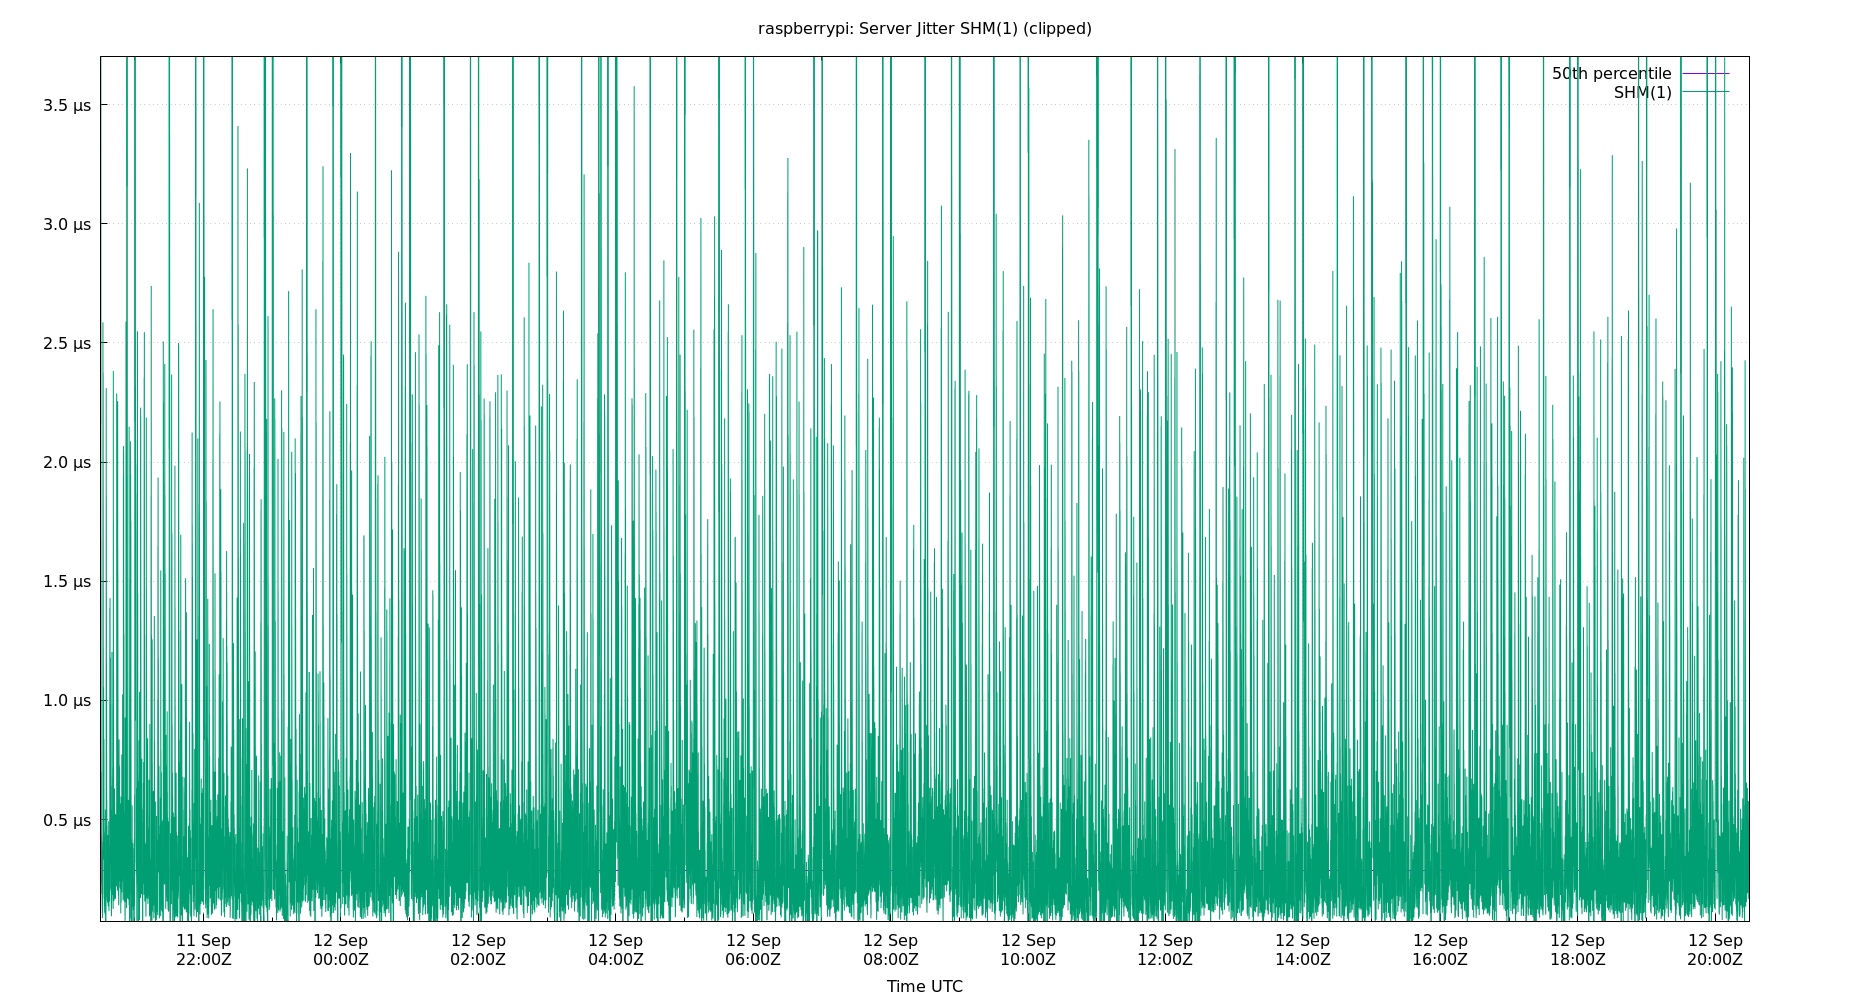 raspberrypi: Server Jitter SHM(1) (clipped)
50th percentile
SHM(1)
3.5 µs
3.0 µs
2.5 µs
2.0 µs
1.5 µs
1.0 µs
0.5 µs
11 Sep 12 Sep 12 Sep 12 Sep 12 Sep 12 Sep 12 Sep 12 Sep 12 Sep 12 Sep 12 Sep 12 Sep
22:00Z 00:00Z 02:00Z 04:00Z 06:00Z 08:00Z 10:00Z 12:00Z 14:00Z 16:00Z 18:00Z 20:00Z
Time UTC